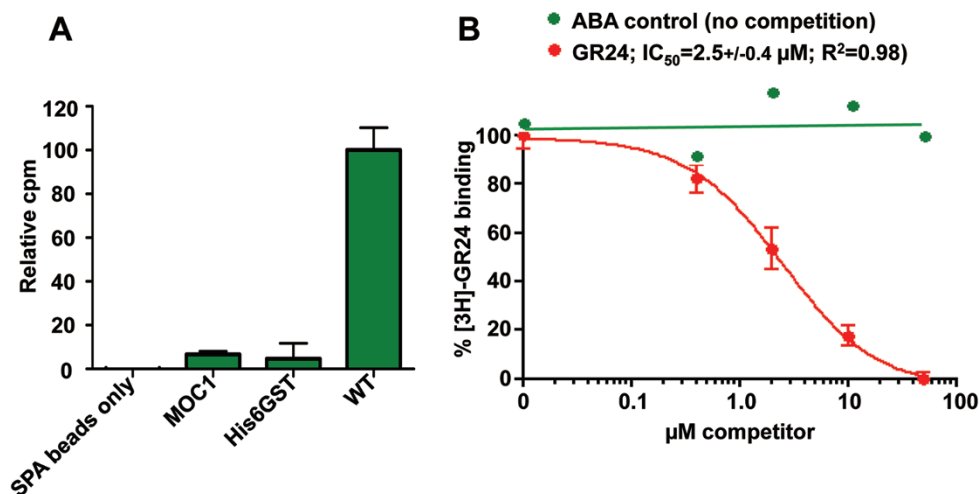 A
B
ABA control (no competition)
GR24; IC50=2.5+/-0.4 µM; R2=0.98)
Relative cpm
120
100
80
60
40
20
0
SPA beads only
MOC1
His6GST
WT
% [3H]-GR24 binding
100
80
60
40
20
0
0
0.1
1.0
10
100
µM competitor